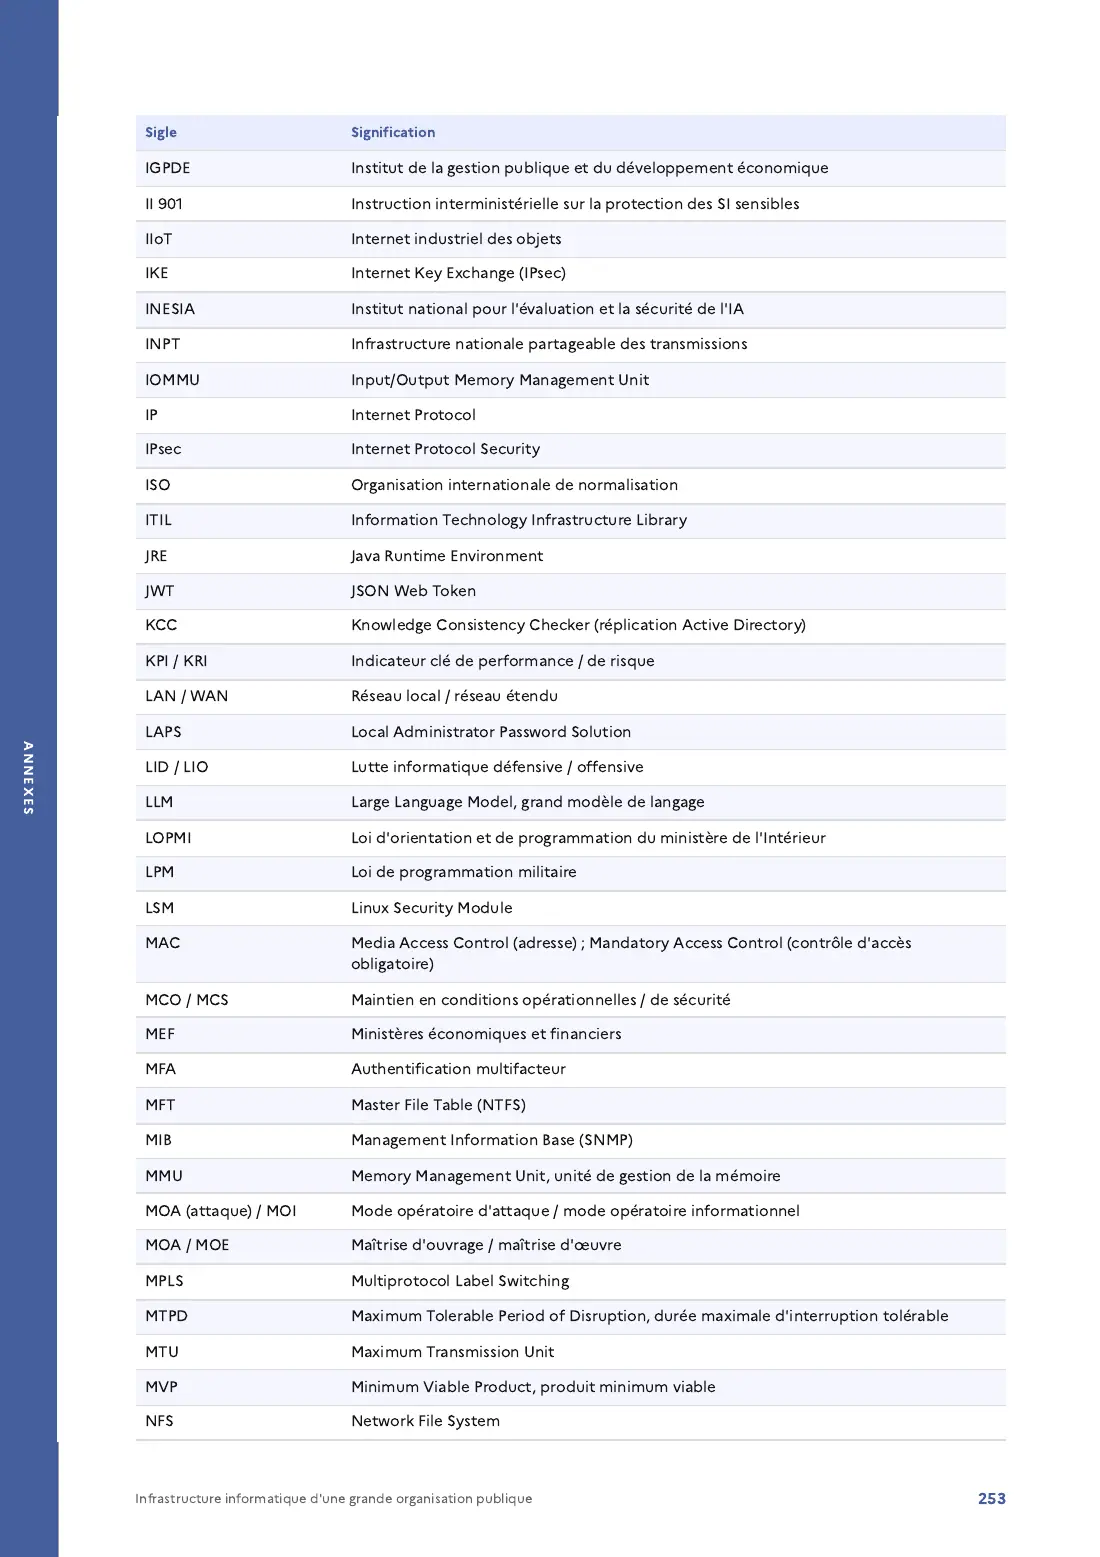 Sigle Signification
IGPDE Institut de la gestion publique et du développement économique
II 901 Instruction interministérielle sur la protection des SI sensibles
IIoT Internet industriel des objets
IKE Internet Key Exchange (IPsec)
INESIA Institut national pour l'évaluation et la sécurité de l'IA
INPT Infrastructure nationale partageable des transmissions
IOMMU Input/Output Memory Management Unit
IP Internet Protocol
IPsec Internet Protocol Security
ISO Organisation internationale de normalisation
ITIL Information Technology Infrastructure Library
JRE Java Runtime Environment
JWT JSON Web Token
KCC Knowledge Consistency Checker (réplication Active Directory)
KPI / KRI Indicateur clé de performance / de risque
LAN / WAN Réseau local / réseau étendu
LAPS Local Administrator Password Solution
LID / LIO Lutte informatique défensive / offensive
LLM Large Language Model, grand modèle de langage
LOPMI Loi d'orientation et de programmation du ministère de l'Intérieur
LPM Loi de programmation militaire
LSM Linux Security Module
MAC Media Access Control (adresse) ; Mandatory Access Control (contrôle d'accès
obligatoire)
MCO / MCS Maintien en conditions opérationnelles / de sécurité
MEF Ministères économiques et financiers
MFA Authentification multifacteur
MFT Master File Table (NTFS)
MIB Management Information Base (SNMP)
MMU Memory Management Unit, unité de gestion de la mémoire
MOA (attaque) / MOI Mode opératoire d'attaque / mode opératoire informationnel
MOA / MOE Maîtrise d'ouvrage / maîtrise d'œuvre
MPLS Multiprotocol Label Switching
MTPD Maximum Tolerable Period of Disruption, durée maximale d'interruption tolérable
MTU Maximum Transmission Unit
MVP Minimum Viable Product, produit minimum viable
NFS Network File System
ANNEXES
Infrastructure informatique d'une grande organisation publique 253